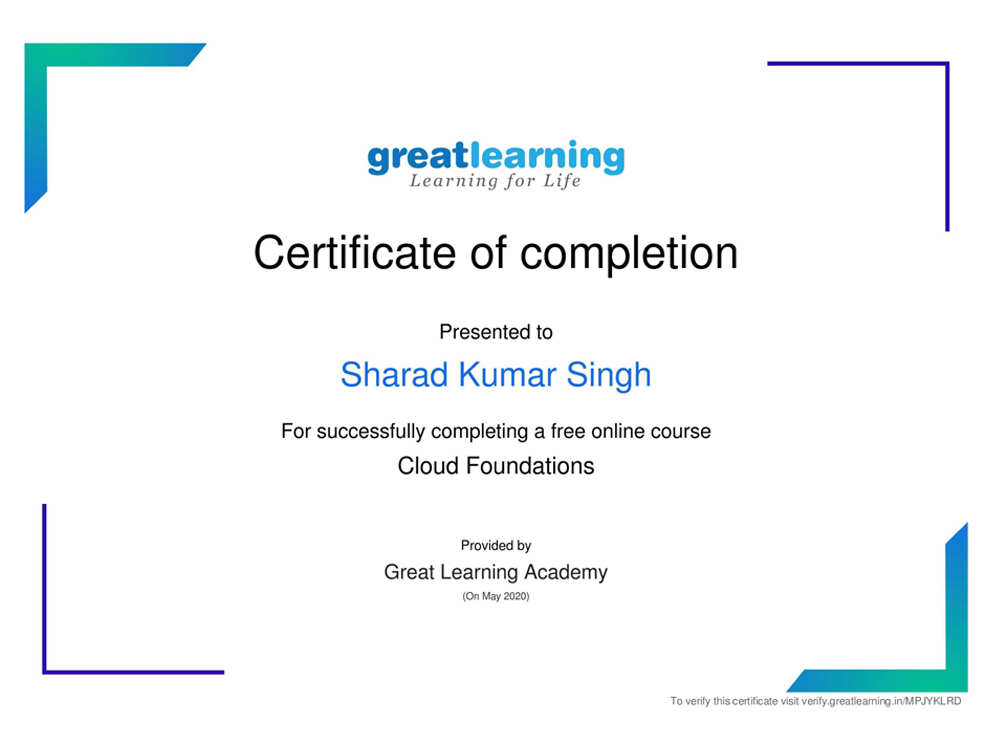 greatlearning
Learning for Life
Certificate of completion
Presented to
Sharad Kumar Singh
For successfully completing a free online course
Cloud Foundations
Provided by
Great Learning Academy
(On May 2020)
To verify this certificate visit verify.greatlearning.in/MPJYKLRD